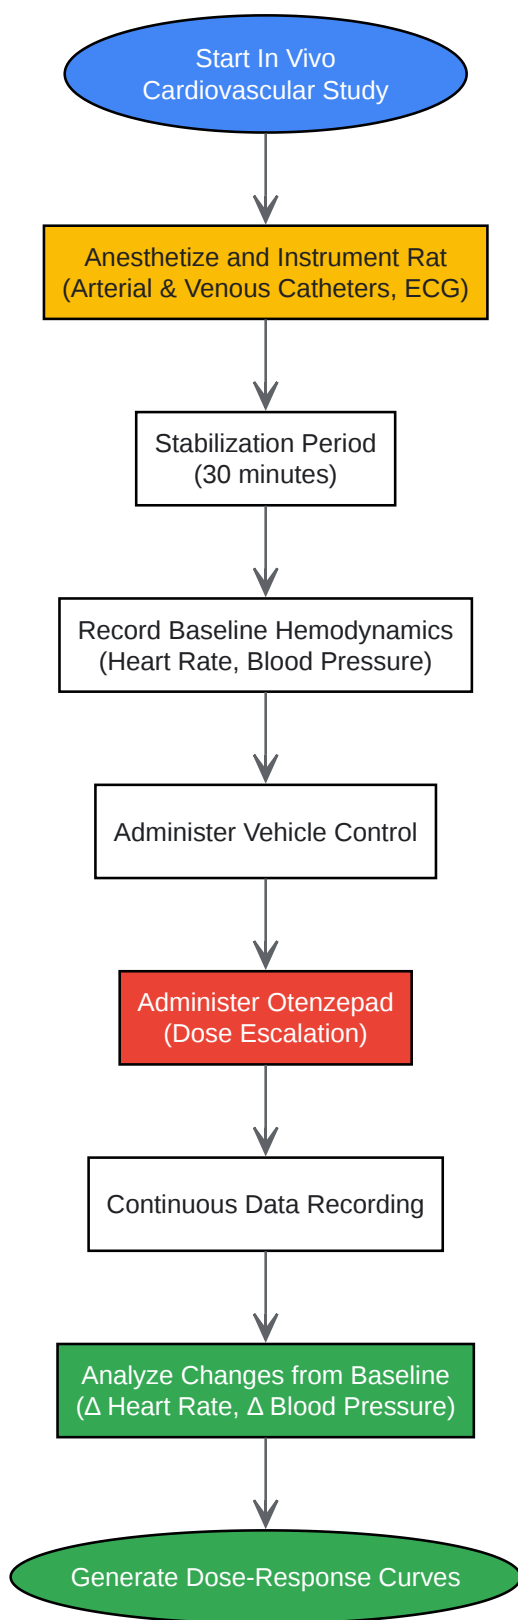 Start In Vivo
Cardiovascular Study
Anesthetize and Instrument Rat
(Arterial & Venous Catheters, ECG)
Stabilization Period
(30 minutes)
Record Baseline Hemodynamics
(Heart Rate, Blood Pressure)
Administer Vehicle Control
Administer Otenzepad
(Dose Escalation)
Continuous Data Recording
Analyze Changes from Baseline
(Δ Heart Rate, Δ Blood Pressure)
Generate Dose-Response Curves